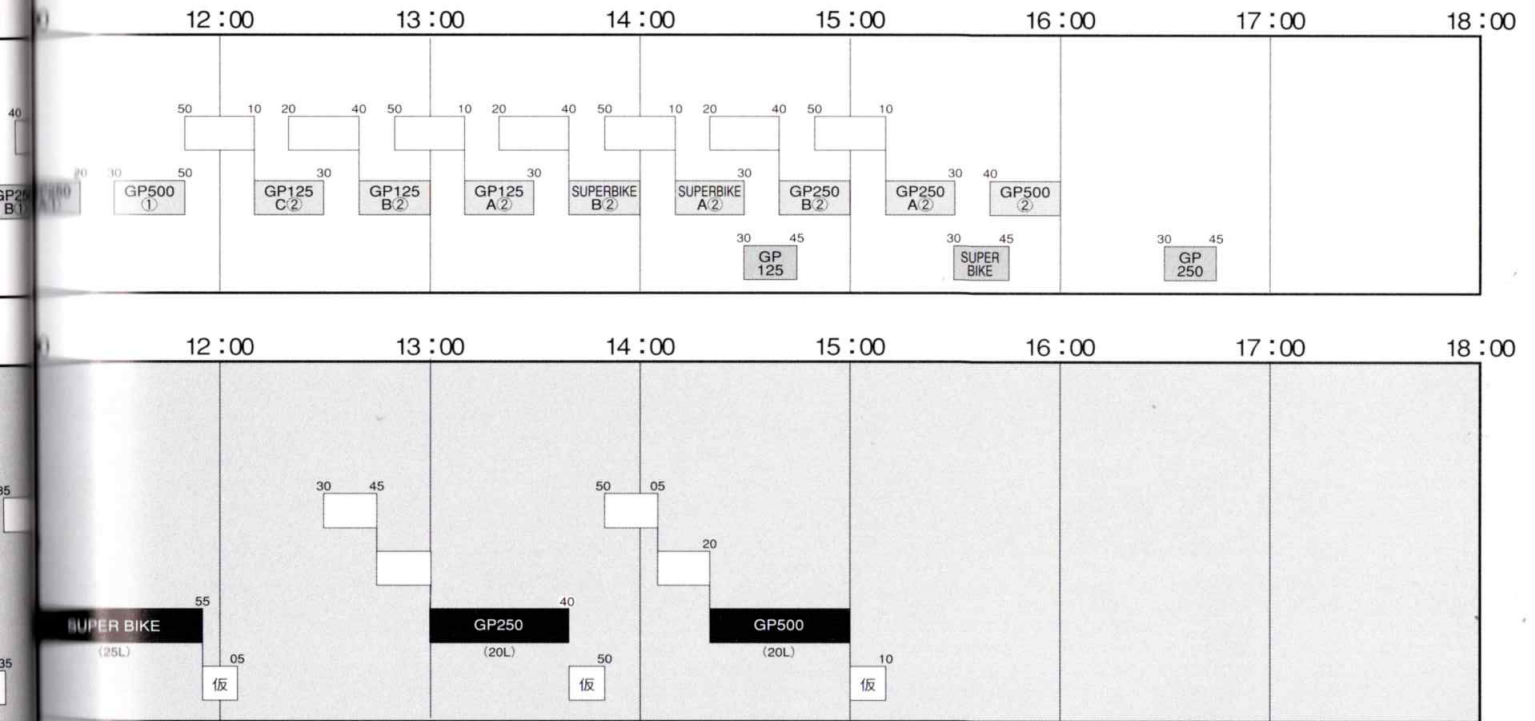 12:00 13:00 14:00 15:00 16:00 17:00 18:00
50 10 20 40 50 10 20 40 50 10 20 40 50 10
40
20 30 50 30 30 30 30 40
GP250 B① GP500 ① GP125 C② GP125 B② GP125 A② SUPERBIKE B② SUPERBIKE A② GP250 B② GP250 A② GP500 ②
30 45 30 45 30 45
GP 125 SUPER BIKE GP 250
12:00 13:00 14:00 15:00 16:00 17:00 18:00
35 30 45 50 05
20
55 40
SUPER BIKE GP250 GP500
(25L) (20L) (20L)
35 05 50 10
仮 仮 仮